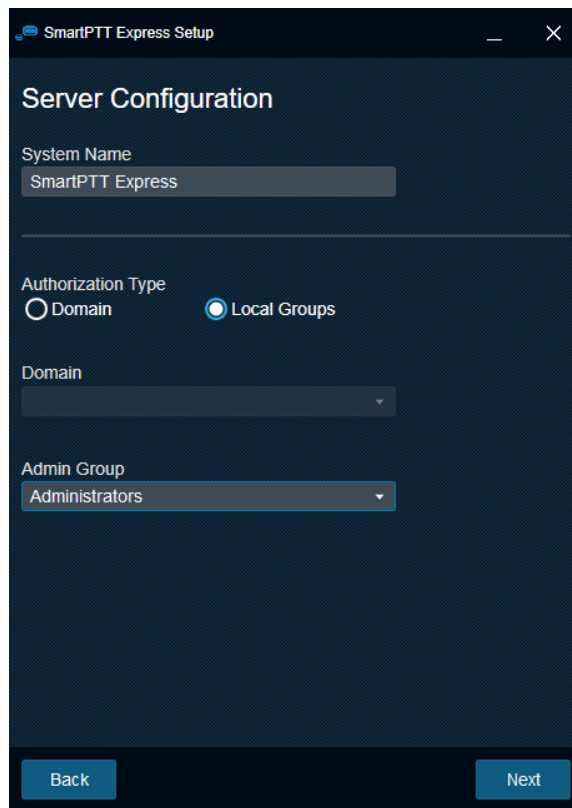 SmartPTT Express Setup
Server Configuration
System Name
SmartPTT Express
Authorization Type
Domain Local Groups
Domain
Admin Group
Administrators
Back Next